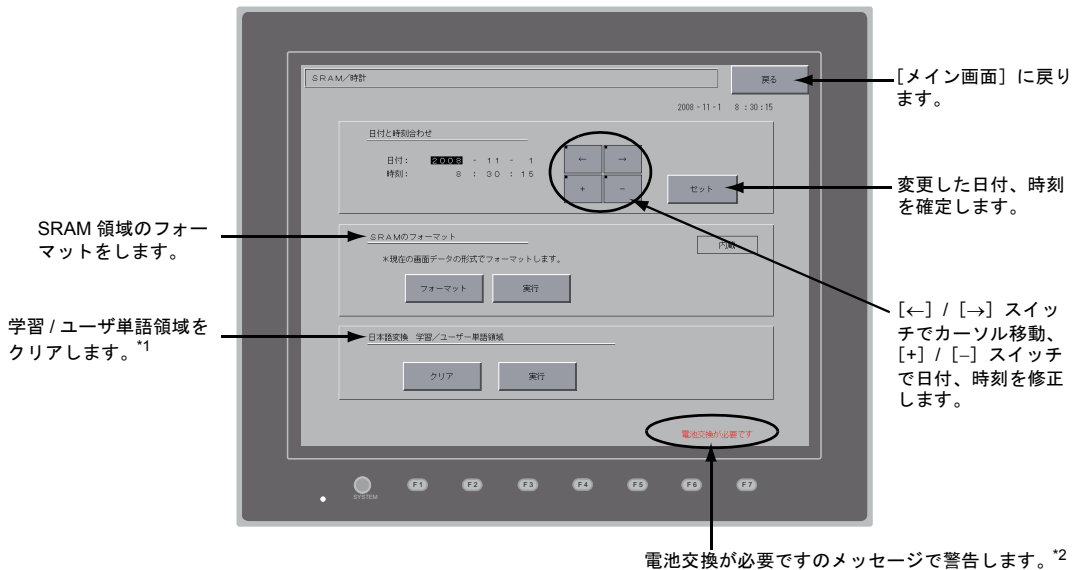 SRAM／時計
戻る
[メイン画面] に戻り
ます。
2008 - 11 - 1 8 : 30 : 15
日付と時刻合わせ
日付： 2008 - 11 - 1
時刻： 8 : 30 : 15
←
→
+
−
セット
変更した日付、時刻
を確定します。
SRAM 領域のフォー
マットをします。
SRAMのフォーマット
内蔵
＊現在の画面データの形式でフォーマットします。
フォーマット
実行
[←] / [→] スイッ
チでカーソル移動、
[+] / [–] スイッチ
で日付、時刻を修正
します。
学習 / ユーザ単語領域を
クリアします。*1
日本語変換 学習／ユーザー単語領域
クリア
実行
電池交換が必要です
SYSTEM
F1
F2
F3
F4
F5
F6
F7
電池交換が必要ですのメッセージで警告します。*2